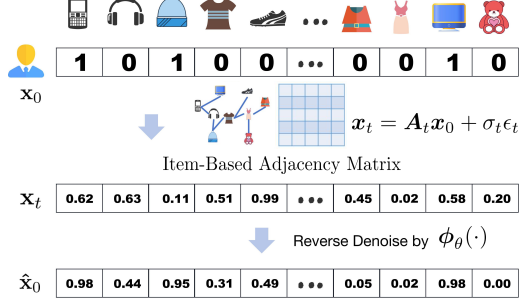 1 0 1 0 0 ••• 0 0 1 0
x₀
xₜ = Aₜx₀ + σₜϵₜ
Item-Based Adjacency Matrix
xₜ 0.62 0.63 0.11 0.51 0.99 ••• 0.45 0.02 0.58 0.20
Reverse Denoise by ϕ_θ(·)
x̂₀ 0.98 0.44 0.95 0.31 0.49 ••• 0.05 0.02 0.98 0.00